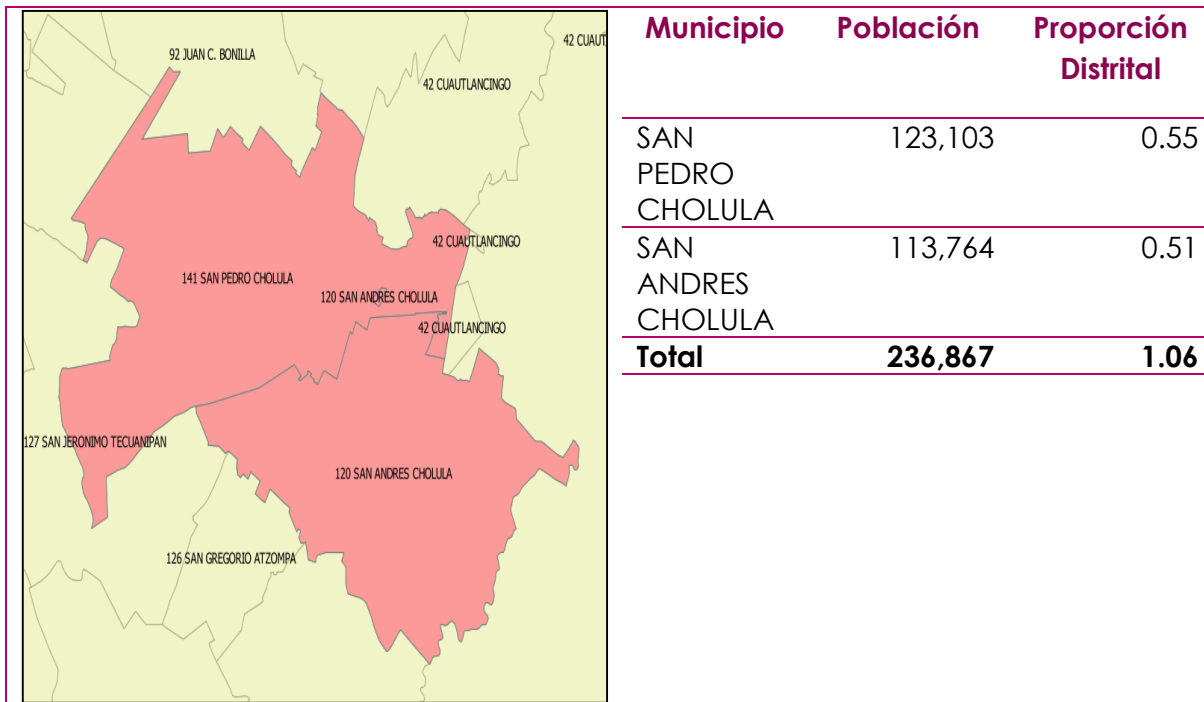 92 JUAN C. BONILLA
42 CUAUT
42 CUAUTLANCINGO
42 CUAUTLANCINGO
141 SAN PEDRO CHOLULA
120 SAN ANDRES CHOLULA
42 CUAUTLANCINGO
127 SAN JERONIMO TECUANIPAN
120 SAN ANDRES CHOLULA
126 SAN GREGORIO ATZOMPA
Municipio Población Proporción
Distrital
SAN 123,103 0.55
PEDRO
CHOLULA
SAN 113,764 0.51
ANDRES
CHOLULA
Total 236,867 1.06